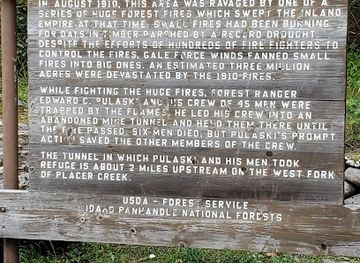 IN AUGUST 1910, THIS AREA WAS RAVAGED BY ONE OF A
SERIES OF HUGE FOREST FIRES WHICH SWEPT THE INLAND
EMPIRE AT THAT TIME. SMALL FIRES HAD BEEN BURNING
FOR DAYS IN TIMBER PARCHED BY A RECORD DROUGHT.
DESPITE THE EFFORTS OF HUNDREDS OF FIRE FIGHTERS TO
CONTROL THE FIRES, GALE FORCE WINDS FANNED SMALL
FIRES INTO BIG ONES. AN ESTIMATED THREE MILLION
ACRES WERE DEVASTATED BY THE 1910 FIRES.
WHILE FIGHTING THE HUGE FIRES, FOREST RANGER
EDWARD C. PULASKI AND HIS CREW OF 45 MEN WERE
TRAPPED BY THE FLAMES. HE LED HIS CREW INTO AN
ABANDONED MINE TUNNEL AND HELD THEM THERE UNTIL
THE FIRE PASSED. SIX MEN DIED, BUT PULASKI'S PROMPT
ACTION SAVED THE OTHER MEMBERS OF THE CREW.
THE TUNNEL IN WHICH PULASKI AND HIS MEN TOOK
REFUGE IS ABOUT 2 MILES UPSTREAM ON THE WEST FORK
OF PLACER CREEK.
USDA - FOREST SERVICE
IDAHO PANHANDLE NATIONAL FORESTS